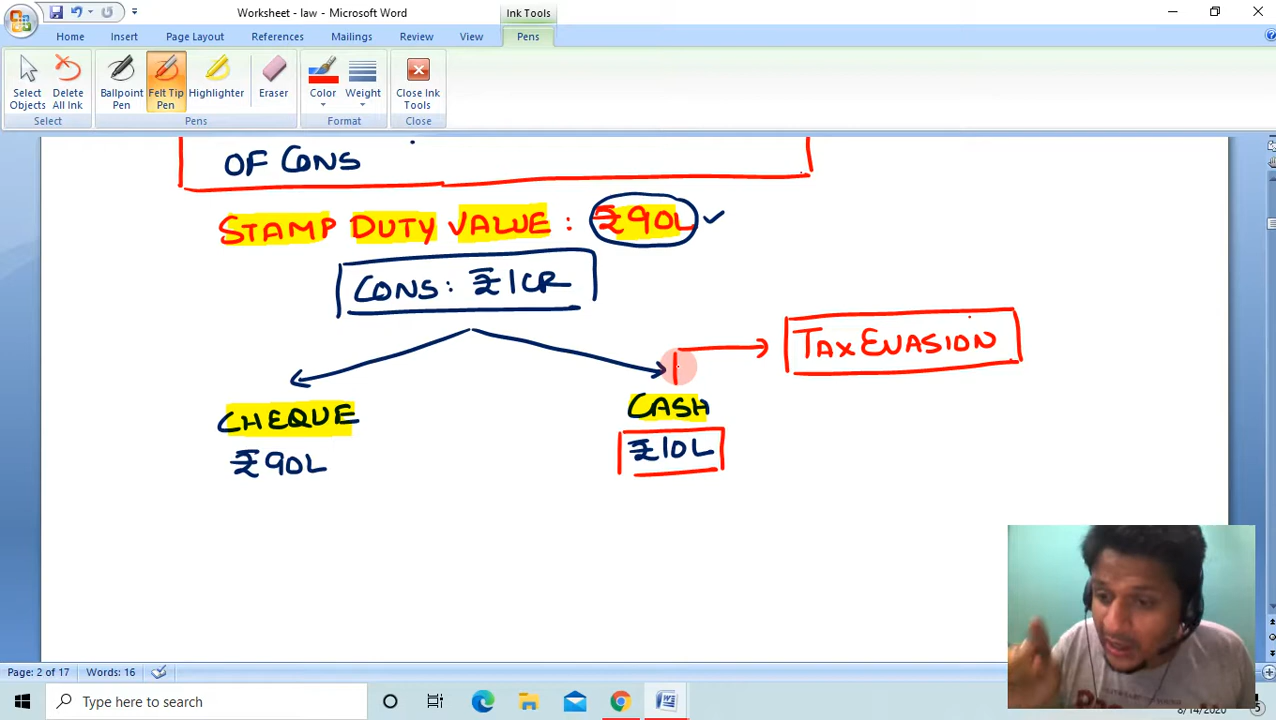 Worksheet - law - Microsoft Word
Ink Tools
Home Insert Page Layout References Mailings Review View Pens
Select Objects
Delete All Ink
Ballpoint Pen
Felt Tip Pen
Highlighter
Eraser
Color
Weight
Close Ink Tools
Select Pens Format Close
OF CONS
STAMP DUTY VALUE : ₹90L
CONS: ₹1CR
TAX EVASION
CHEQUE
₹90L
CASH
₹10L
Page: 2 of 17 Words: 16
Type here to search
8/14/2020